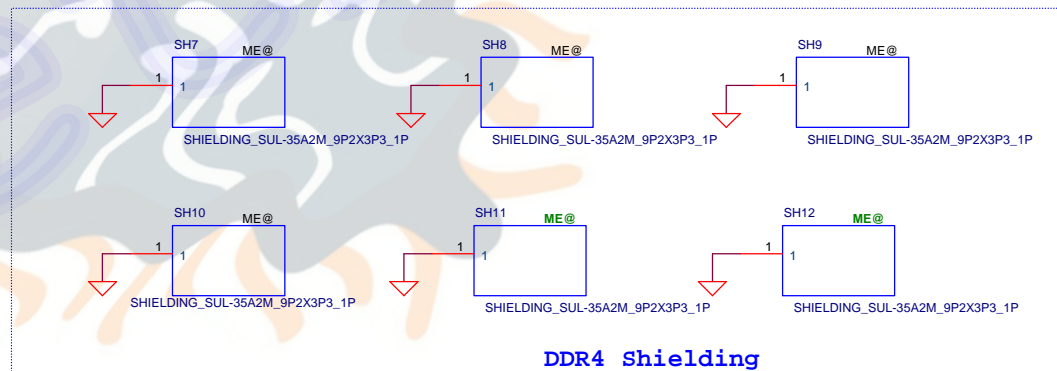 SH7 ME@
1 1
SHIELDING_SUL-35A2M_9P2X3P3_1P
SH8 ME@
1 1
SHIELDING_SUL-35A2M_9P2X3P3_1P
SH9 ME@
1 1
SHIELDING_SUL-35A2M_9P2X3P3_1P
SH10 ME@
1 1
SHIELDING_SUL-35A2M_9P2X3P3_1P
SH11 ME@
1 1
SHIELDING_SUL-35A2M_9P2X3P3_1P
SH12 ME@
1 1
SHIELDING_SUL-35A2M_9P2X3P3_1P
DDR4 Shielding